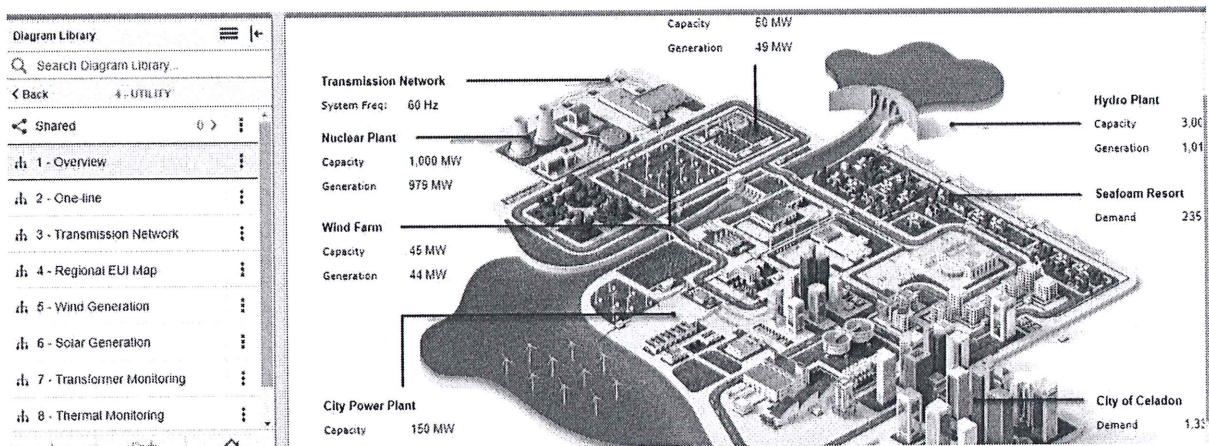 Diagram Library
Search Diagram Library...
Back
4 - UTILITY
Shared
0
1 - Overview
2 - One-line
3 - Transmission Network
4 - Regional EUI Map
5 - Wind Generation
6 - Solar Generation
7 - Transformer Monitoring
8 - Thermal Monitoring
Capacity 50 MW
Generation 49 MW
Transmission Network
System Freq: 60 Hz
Nuclear Plant
Capacity 1,000 MW
Generation 979 MW
Wind Farm
Capacity 45 MW
Generation 44 MW
City Power Plant
Capacity 150 MW
Hydro Plant
Capacity
Generation
Seafoam Resort
Demand 235
City of Celadon
Demand